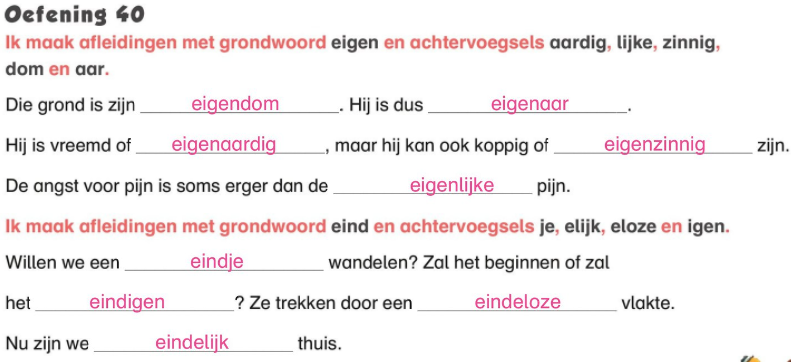 Oefening 40
Ik maak afleidingen met grondwoord eigen en achtervoegsels aardig, lijke, zinnig,
dom en aar.
Die grond is zijn eigendom. Hij is dus eigenaar.
Hij is vreemd of eigenaardig, maar hij kan ook koppig of eigenzinnig zijn.
De angst voor pijn is soms erger dan de eigenlijke pijn.
Ik maak afleidingen met grondwoord eind en achtervoegsels je, elijk, eloze en igen.
Willen we een eindje wandelen? Zal het beginnen of zal
het eindigen? Ze trekken door een eindeloze vlakte.
Nu zijn we eindelijk thuis.